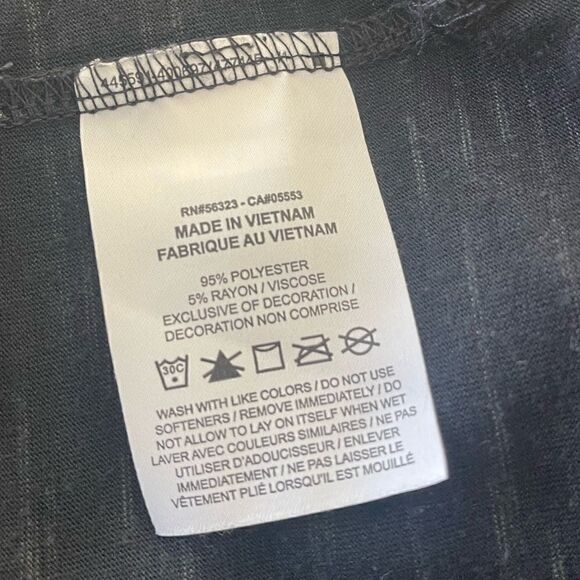 RN#56323 - CA#05553
MADE IN VIETNAM
FABRIQUE AU VIETNAM
95% POLYESTER
5% RAYON / VISCOSE
EXCLUSIVE OF DECORATION /
DECORATION NON COMPRISE
30C
WASH WITH LIKE COLORS / DO NOT USE
SOFTENERS / REMOVE IMMEDIATELY / DO
NOT ALLOW TO LAY ON ITSELF WHEN WET
LAVER AVEC COULEURS SIMILAIRES / NE PAS
UTILISER D'ADOUCISSEUR / ENLEVER
IMMEDIATEMENT / NE PAS LAISSER LE
VÊTEMENT PLIÉ LORSQU'IL EST MOUILLÉ